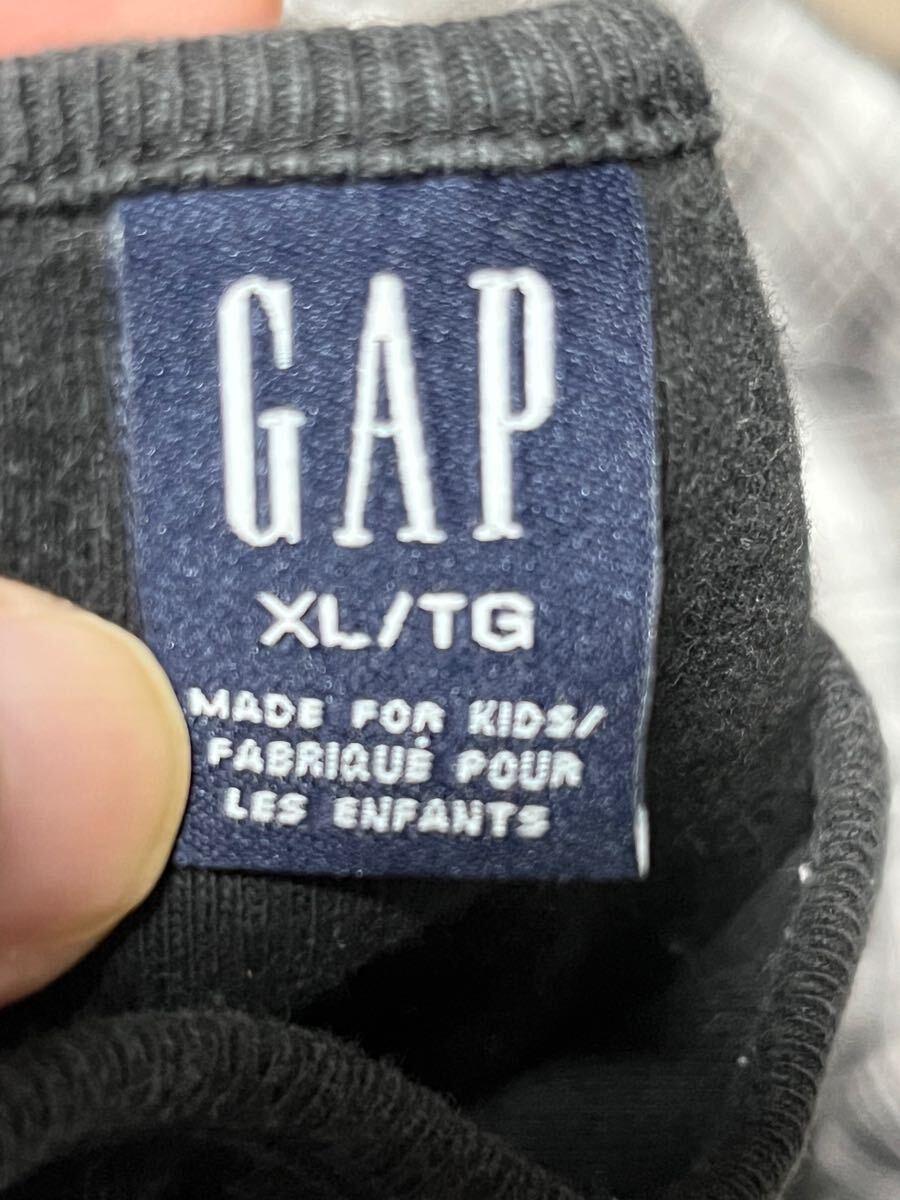 GAP
XL/TG
MADE FOR KIDS/
FABRIQUÉ POUR
LES ENFANTS